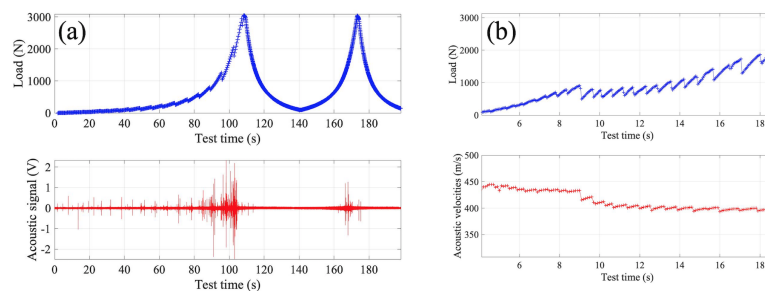 (a)
Load (N)
3000
2000
1000
0
0 20 40 60 80 100 120 140 160 180
Test time (s)
Acoustic signal (V)
2
1
0
-1
-2
0 20 40 60 80 100 120 140 160 180
Test time (s)
(b)
Load (N)
3000
2000
1000
0
6 8 10 12 14 16 18
Test time (s)
Acoustic velocities (m/s)
500
450
400
350
6 8 10 12 14 16 18
Test time (s)